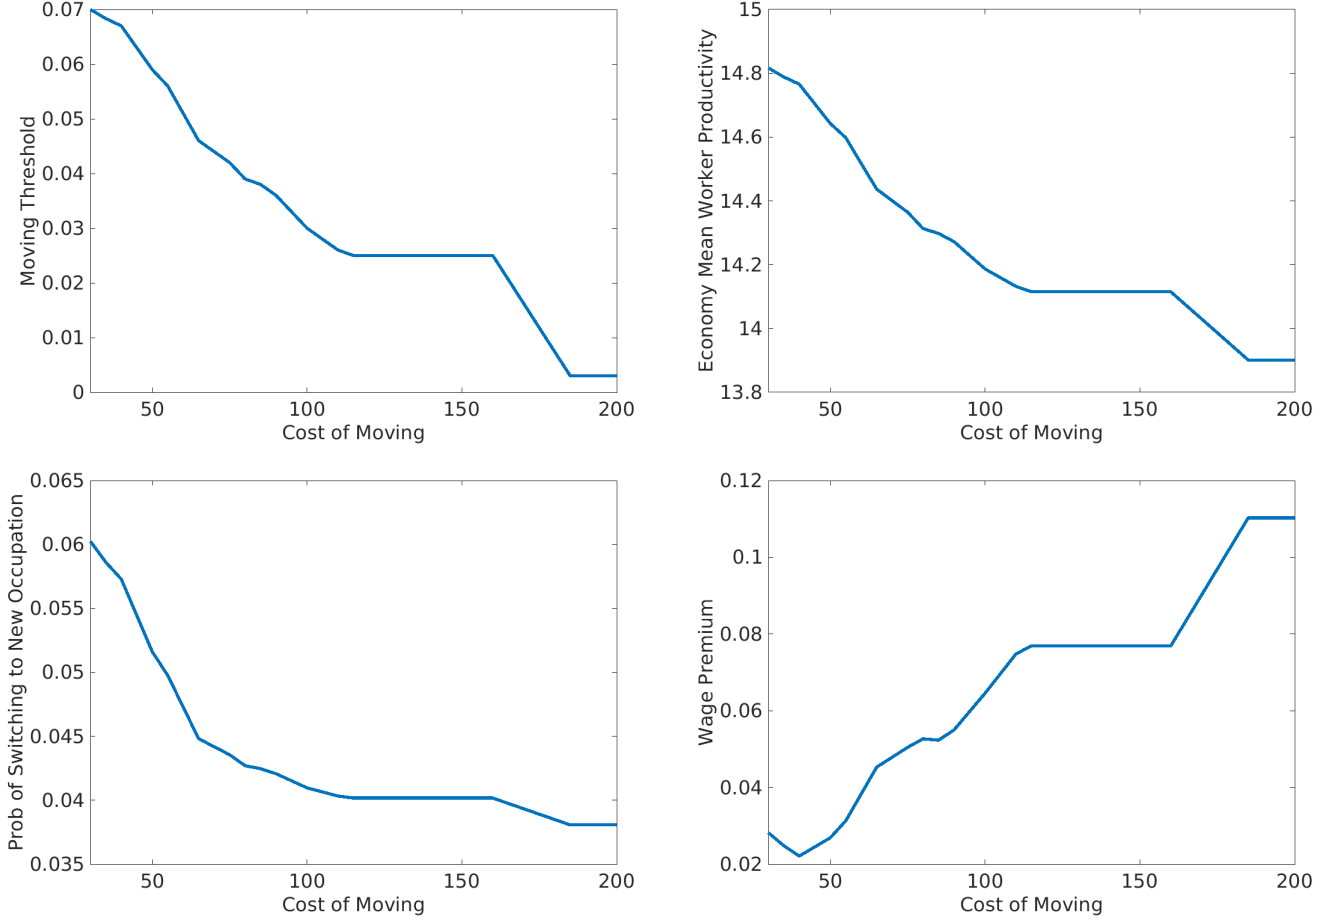 Moving Threshold
0.07
0.06
0.05
0.04
0.03
0.02
0.01
0
50 100 150 200
Cost of Moving
Economy Mean Worker Productivity
15
14.8
14.6
14.4
14.2
14
13.8
50 100 150 200
Cost of Moving
Prob of Switching to New Occupation
0.065
0.06
0.055
0.05
0.045
0.04
0.035
50 100 150 200
Cost of Moving
Wage Premium
0.12
0.1
0.08
0.06
0.04
0.02
50 100 150 200
Cost of Moving